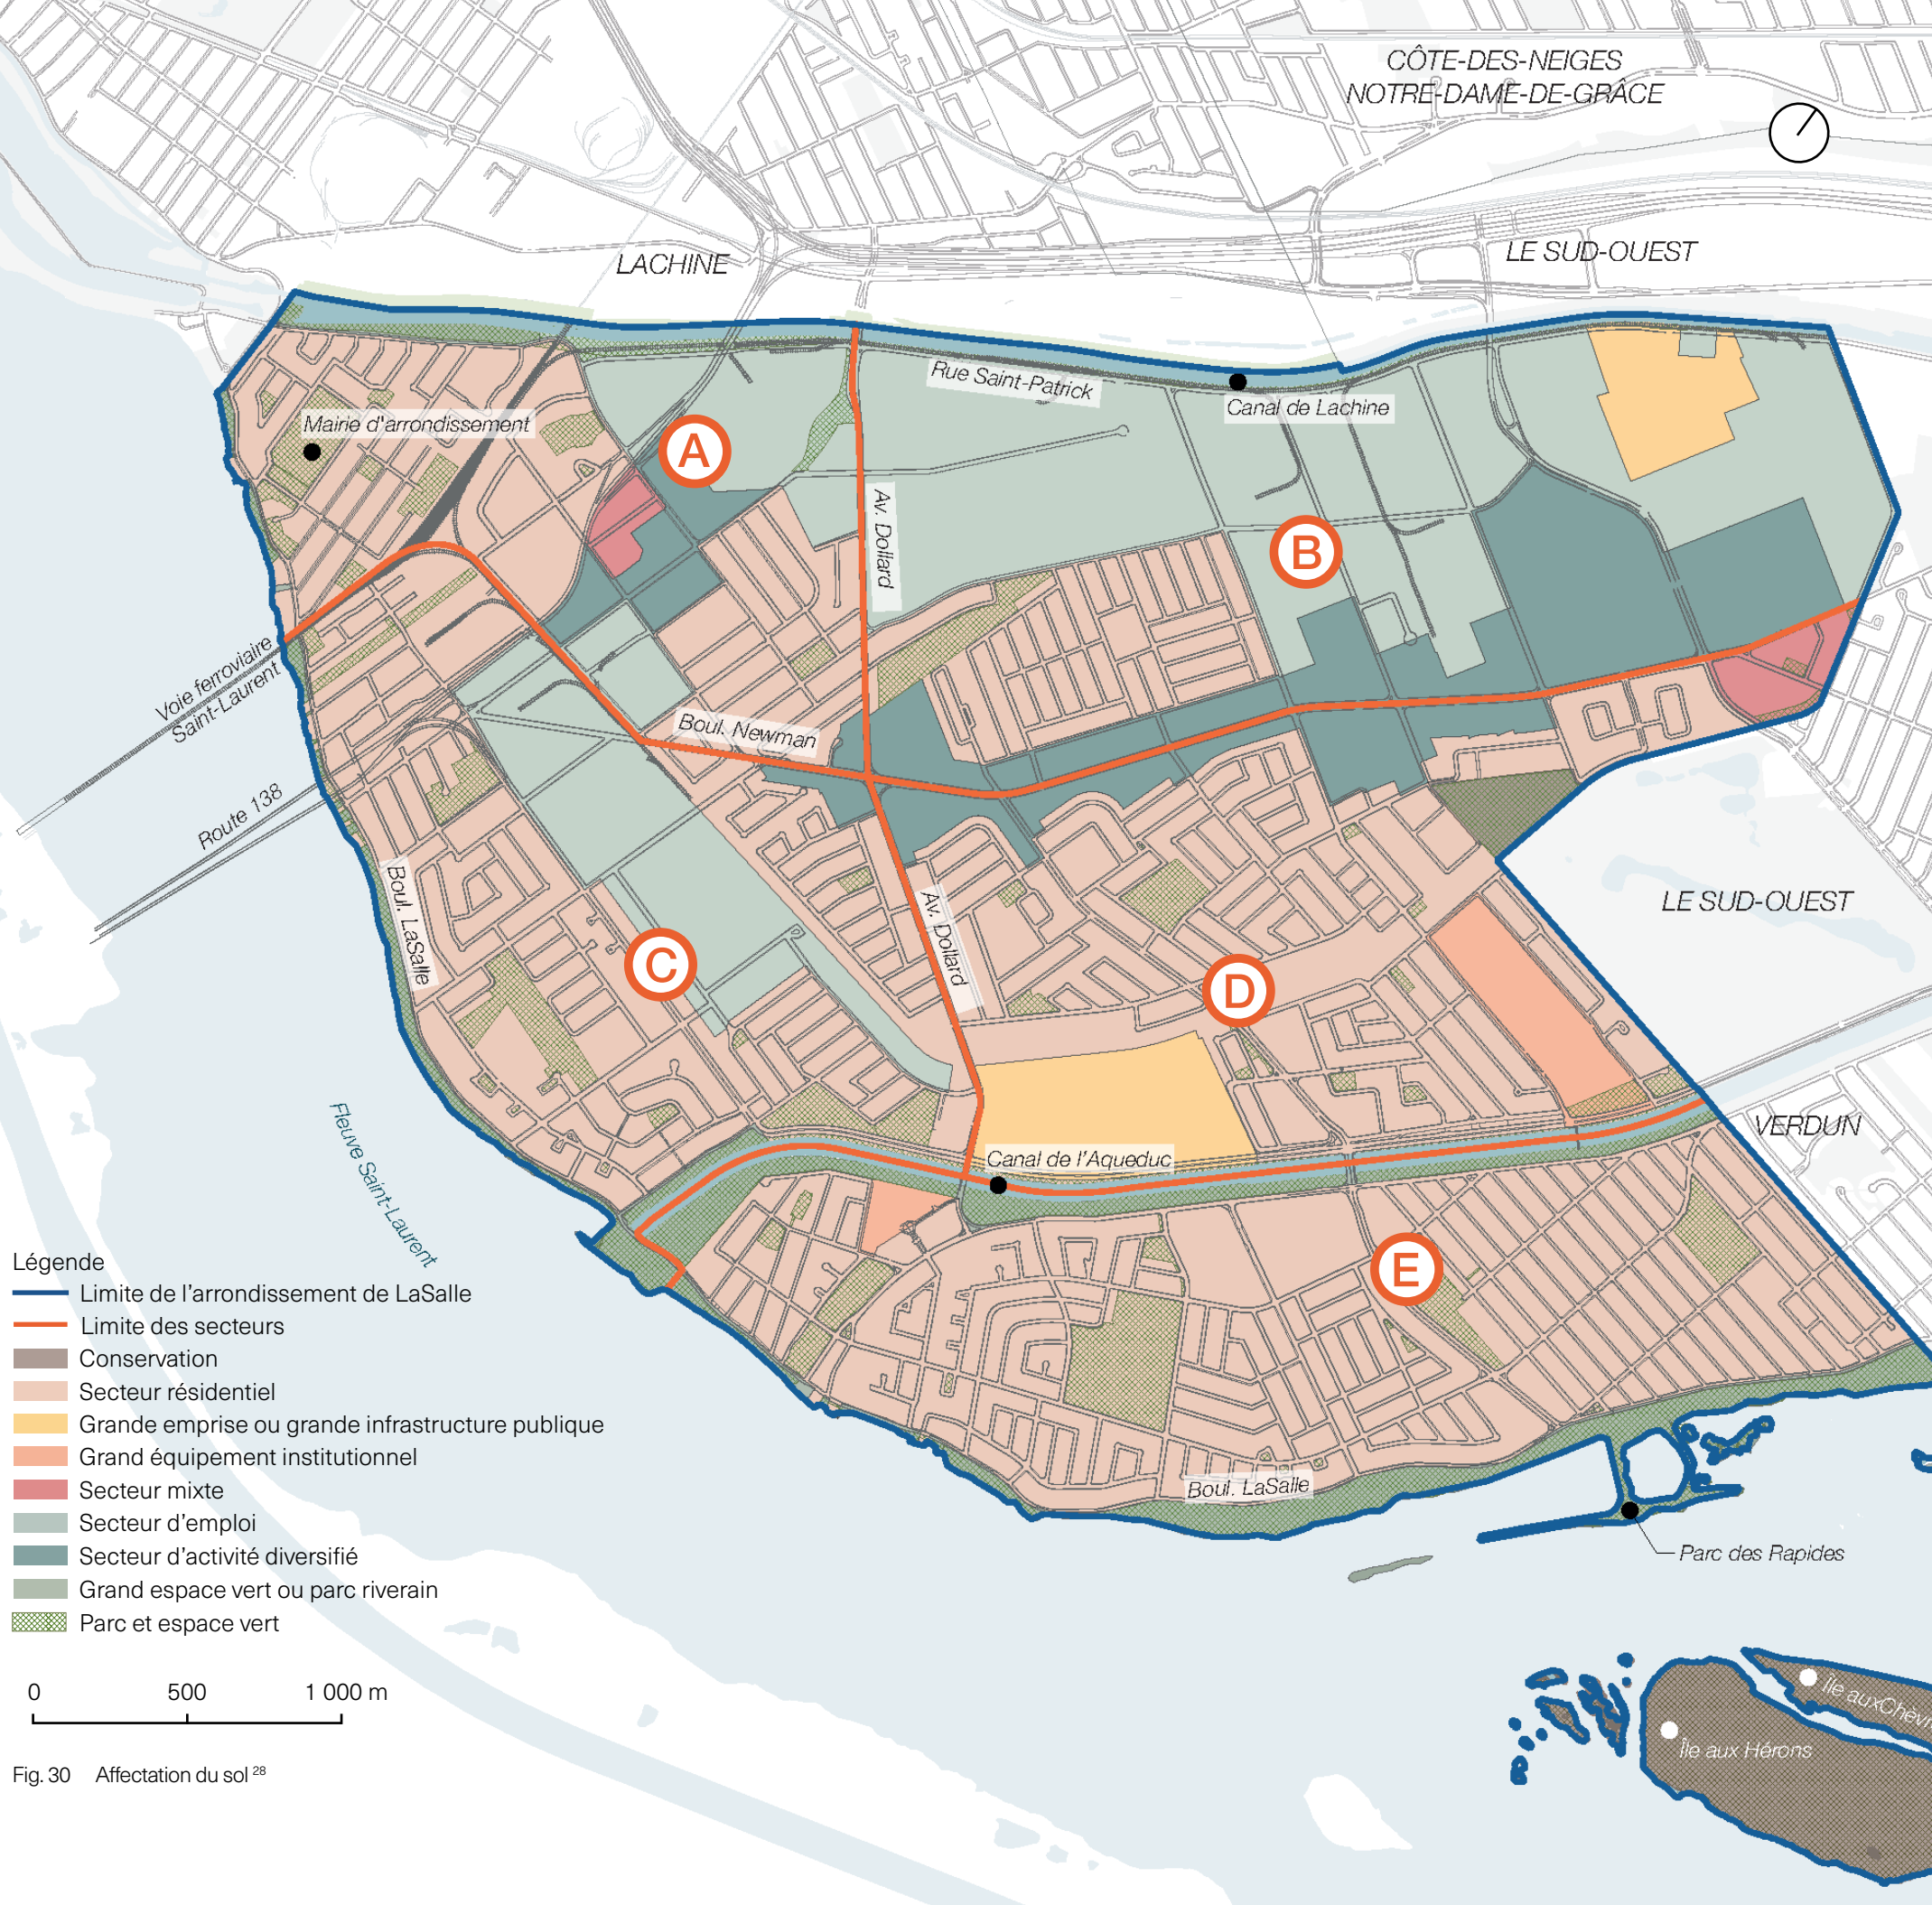 CÔTE-DES-NEIGES
NOTRE-DAME-DE-GRÂCE
LACHINE
LE SUD-OUEST
Rue Saint-Patrick
Canal de Lachine
Mairie d'arrondissement
A
Av. Dollard
B
Voie ferroviaire
Saint-Laurent
Boul. Newman
Route 138
Boul. LaSalle
Av. Dollard
LE SUD-OUEST
C
D
Fleuve Saint-Laurent
VERDUN
Canal de l'Aqueduc
E
Boul. LaSalle
Parc des Rapides
Île aux Hérons
Île aux Chèvr
Légende
Limite de l'arrondissement de LaSalle
Limite des secteurs
Conservation
Secteur résidentiel
Grande emprise ou grande infrastructure publique
Grand équipement institutionnel
Secteur mixte
Secteur d'emploi
Secteur d'activité diversifié
Grand espace vert ou parc riverain
Parc et espace vert
0 500 1 000 m
Fig. 30 Affectation du sol 28